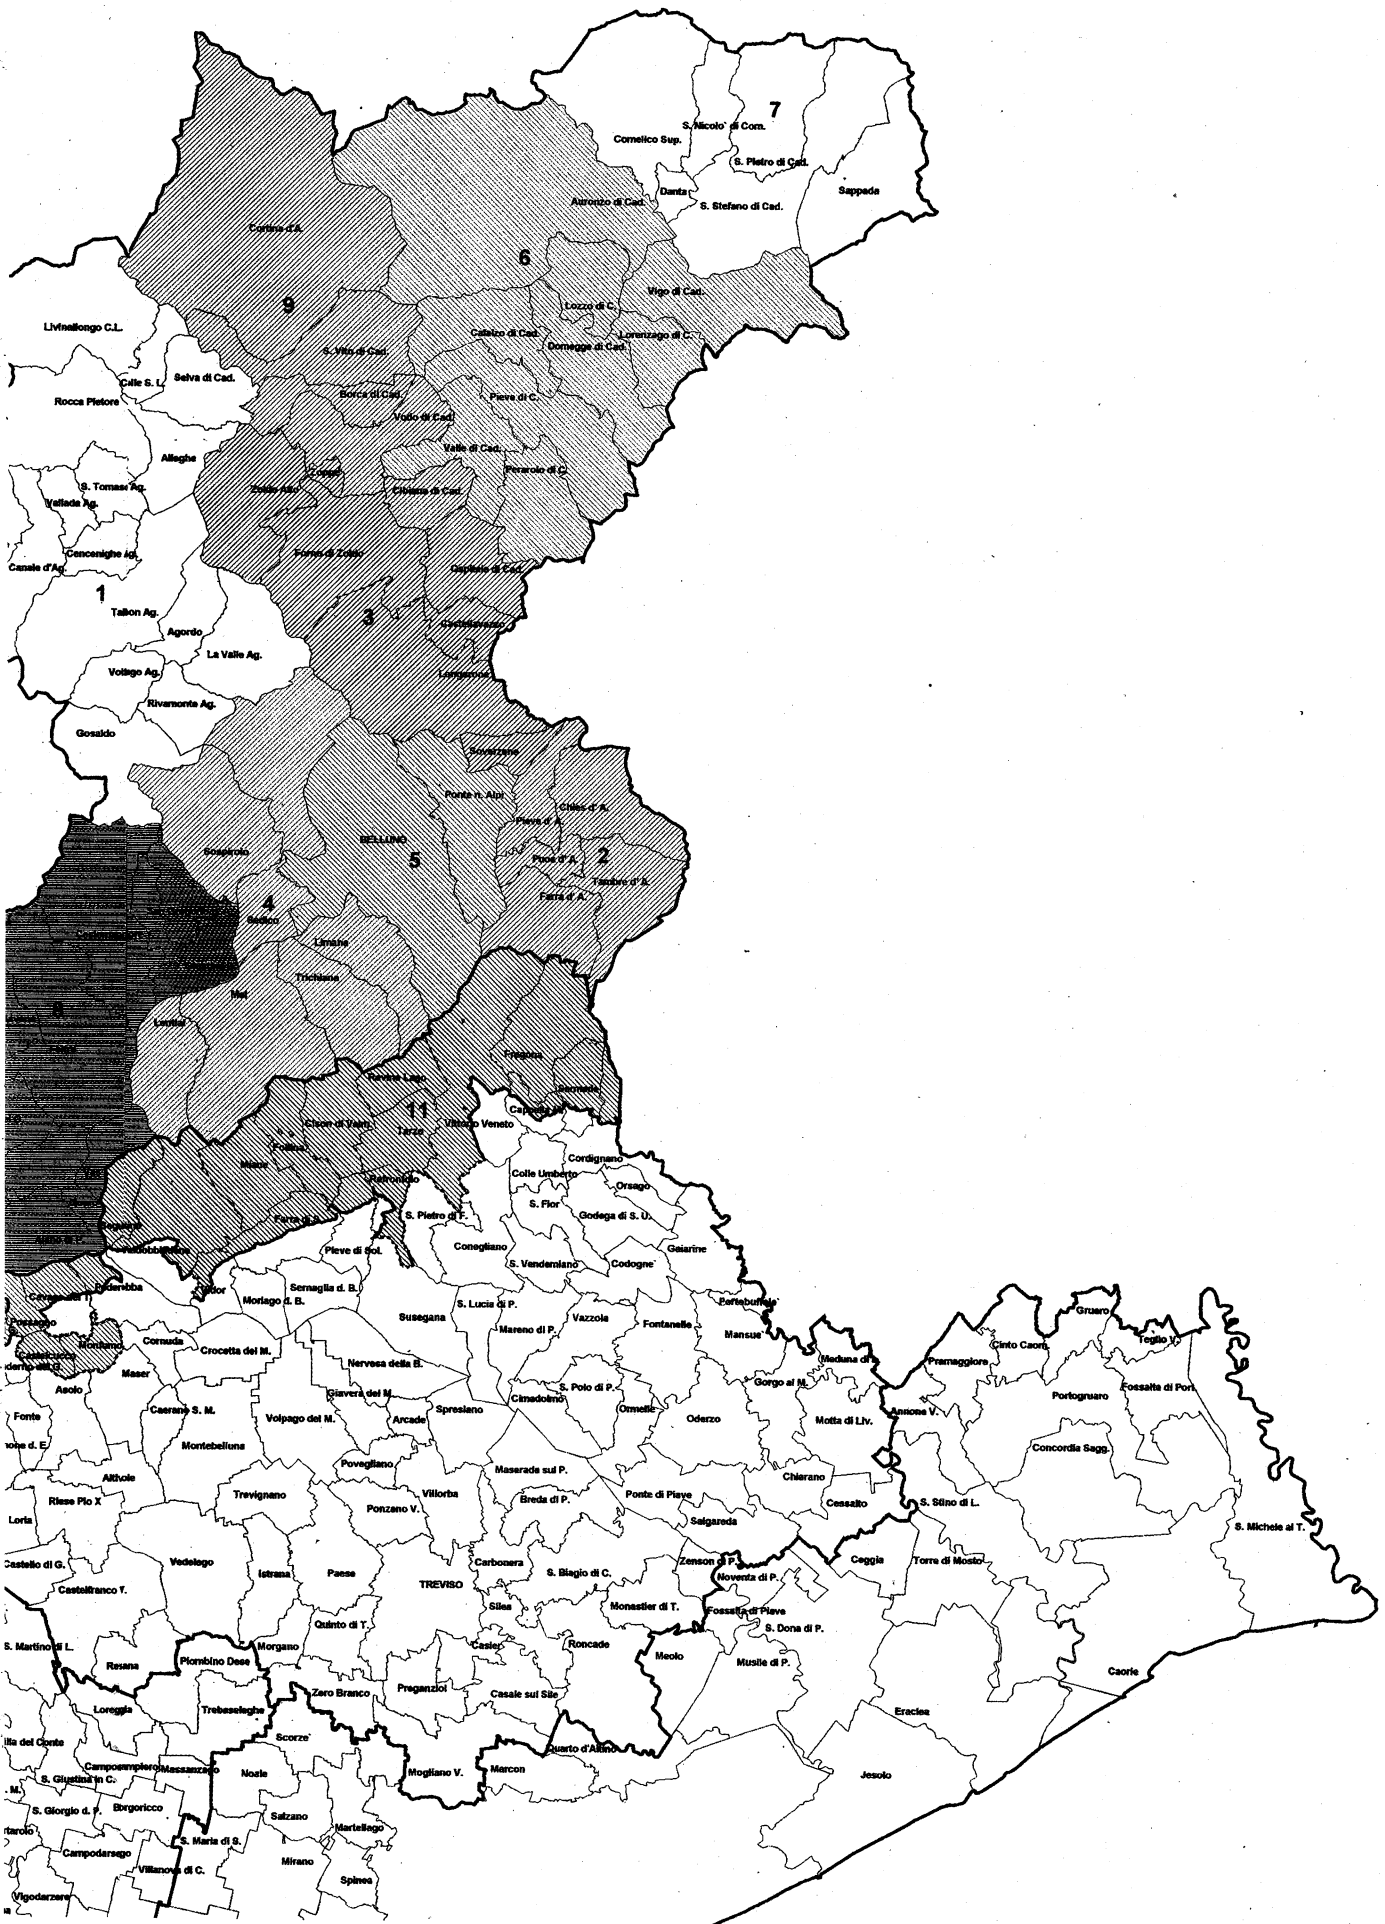 7
S. Nicolo` di Com.
Comelico Sup.
S. Pietro di Cad.
Danta
Sappada
Auronzo di Cad.
S. Stefano di Cad.
Cortina d'A.
6
Vigo di Cad.
9
Lozzo di C.
Livinallongo C.L.
Calalzo di Cad.
Lorenzago di C.
Domegge di Cad.
S. Vito di Cad.
Selva di Cad.
Colle S. L.
Rocca Pietore
Borca di Cad.
Pieve di C.
Vodo di Cad.
Valle di Cad.
Alleghe
Perarolo di C.
Zoppe`
S. Tomaso Ag.
Zoldo Alto
Cibiana di Cad.
Vallada Ag.
Cencenighe Ag.
Forno di Zoldo
Canale d'Ag.
Ospitale di Cad.
1
Taibon Ag.
3
Castellavazzo
Agordo
La Valle Ag.
Voltago Ag.
Longarone
Rivamonte Ag.
Gosaldo
Soverzene
Ponte n. Alpi
Chies d' A.
Pieve d' A.
BELLUNO
Sospirolo
5
Puos d' A.
2
Tambre d' A.
Farra d' A.
4
Sedico
Limana
Trichiana
Mel
8
Lentiai
Fregona
Revine Lago
Sarmede
11
Cappella M.
Cison di Valm.
Tarzo
Vittorio Veneto
Follina
Cordignano
Miane
Colle Umberto
Refrontolo
Orsago
S. Fior
S. Pietro di F.
Godega di S. U.
Farra di S.
Segusino
Valdobbiadene
Pieve di Sol.
Conegliano
Gaiarine
S. Vendemiano
Codogne`
Pederobba
Vidor
Sernaglia d. B.
Cavaso del T.
Moriago d. B.
S. Lucia di P.
Portobuffole`
Gruaro
Possagno
Susegana
Vazzola
Mareno di P.
Fontanelle
Mansue`
Teglio V.
Cornuda
Monfumo
Cinto Caom.
Crocetta del M.
Castelcucco
Meduna di L.
Pramaggiore
Nervesa della B.
Maser
Gorgo al M.
Asolo
S. Polo di P.
Fossalta di Port.
Giavera del M.
Cimadolmo
Portogruaro
Caerano S. M.
Spresiano
Ormelle
Annone V.
Fonte
Volpago del M.
Arcade
Oderzo
Motta di Liv.
Montebelluna
Concordia Sagg.
Povegliano
Maserada sul P.
Altivole
Chiarano
Trevignano
Villorba
Ponte di Piave
Riese Pio X
Breda di P.
Cessalto
S. Stino di L.
Ponzano V.
Loria
Salgareda
S. Michele al T.
Castello di G.
Vedelago
Carbonera
Zenson di P.
Ceggia
Torre di Mosto
Istrana
Paese
S. Biagio di C.
Noventa di P.
TREVISO
Castelfranco V.
Silea
Monastier di T.
Fossalta di Piave
Quinto di T.
S. Dona di P.
S. Martino di L.
Morgano
Casier
Roncade
Resana
Piombino Dese
Meolo
Musile di P.
Caorle
Preganziol
Zero Branco
Casale sul Sile
Loreggia
Trebaseleghe
Eraclea
Scorze`
Quarto d'Altino
Camposampiero
Massanzago
Noale
Mogliano V.
Marcon
Jesolo
S. Giustina in C.
S. Giorgio d. P.
Borgoricco
Salzano
Martellago
S. Maria di S.
Campodarsego
Mirano
Villanova di C.
Spinea
Vigodarzere